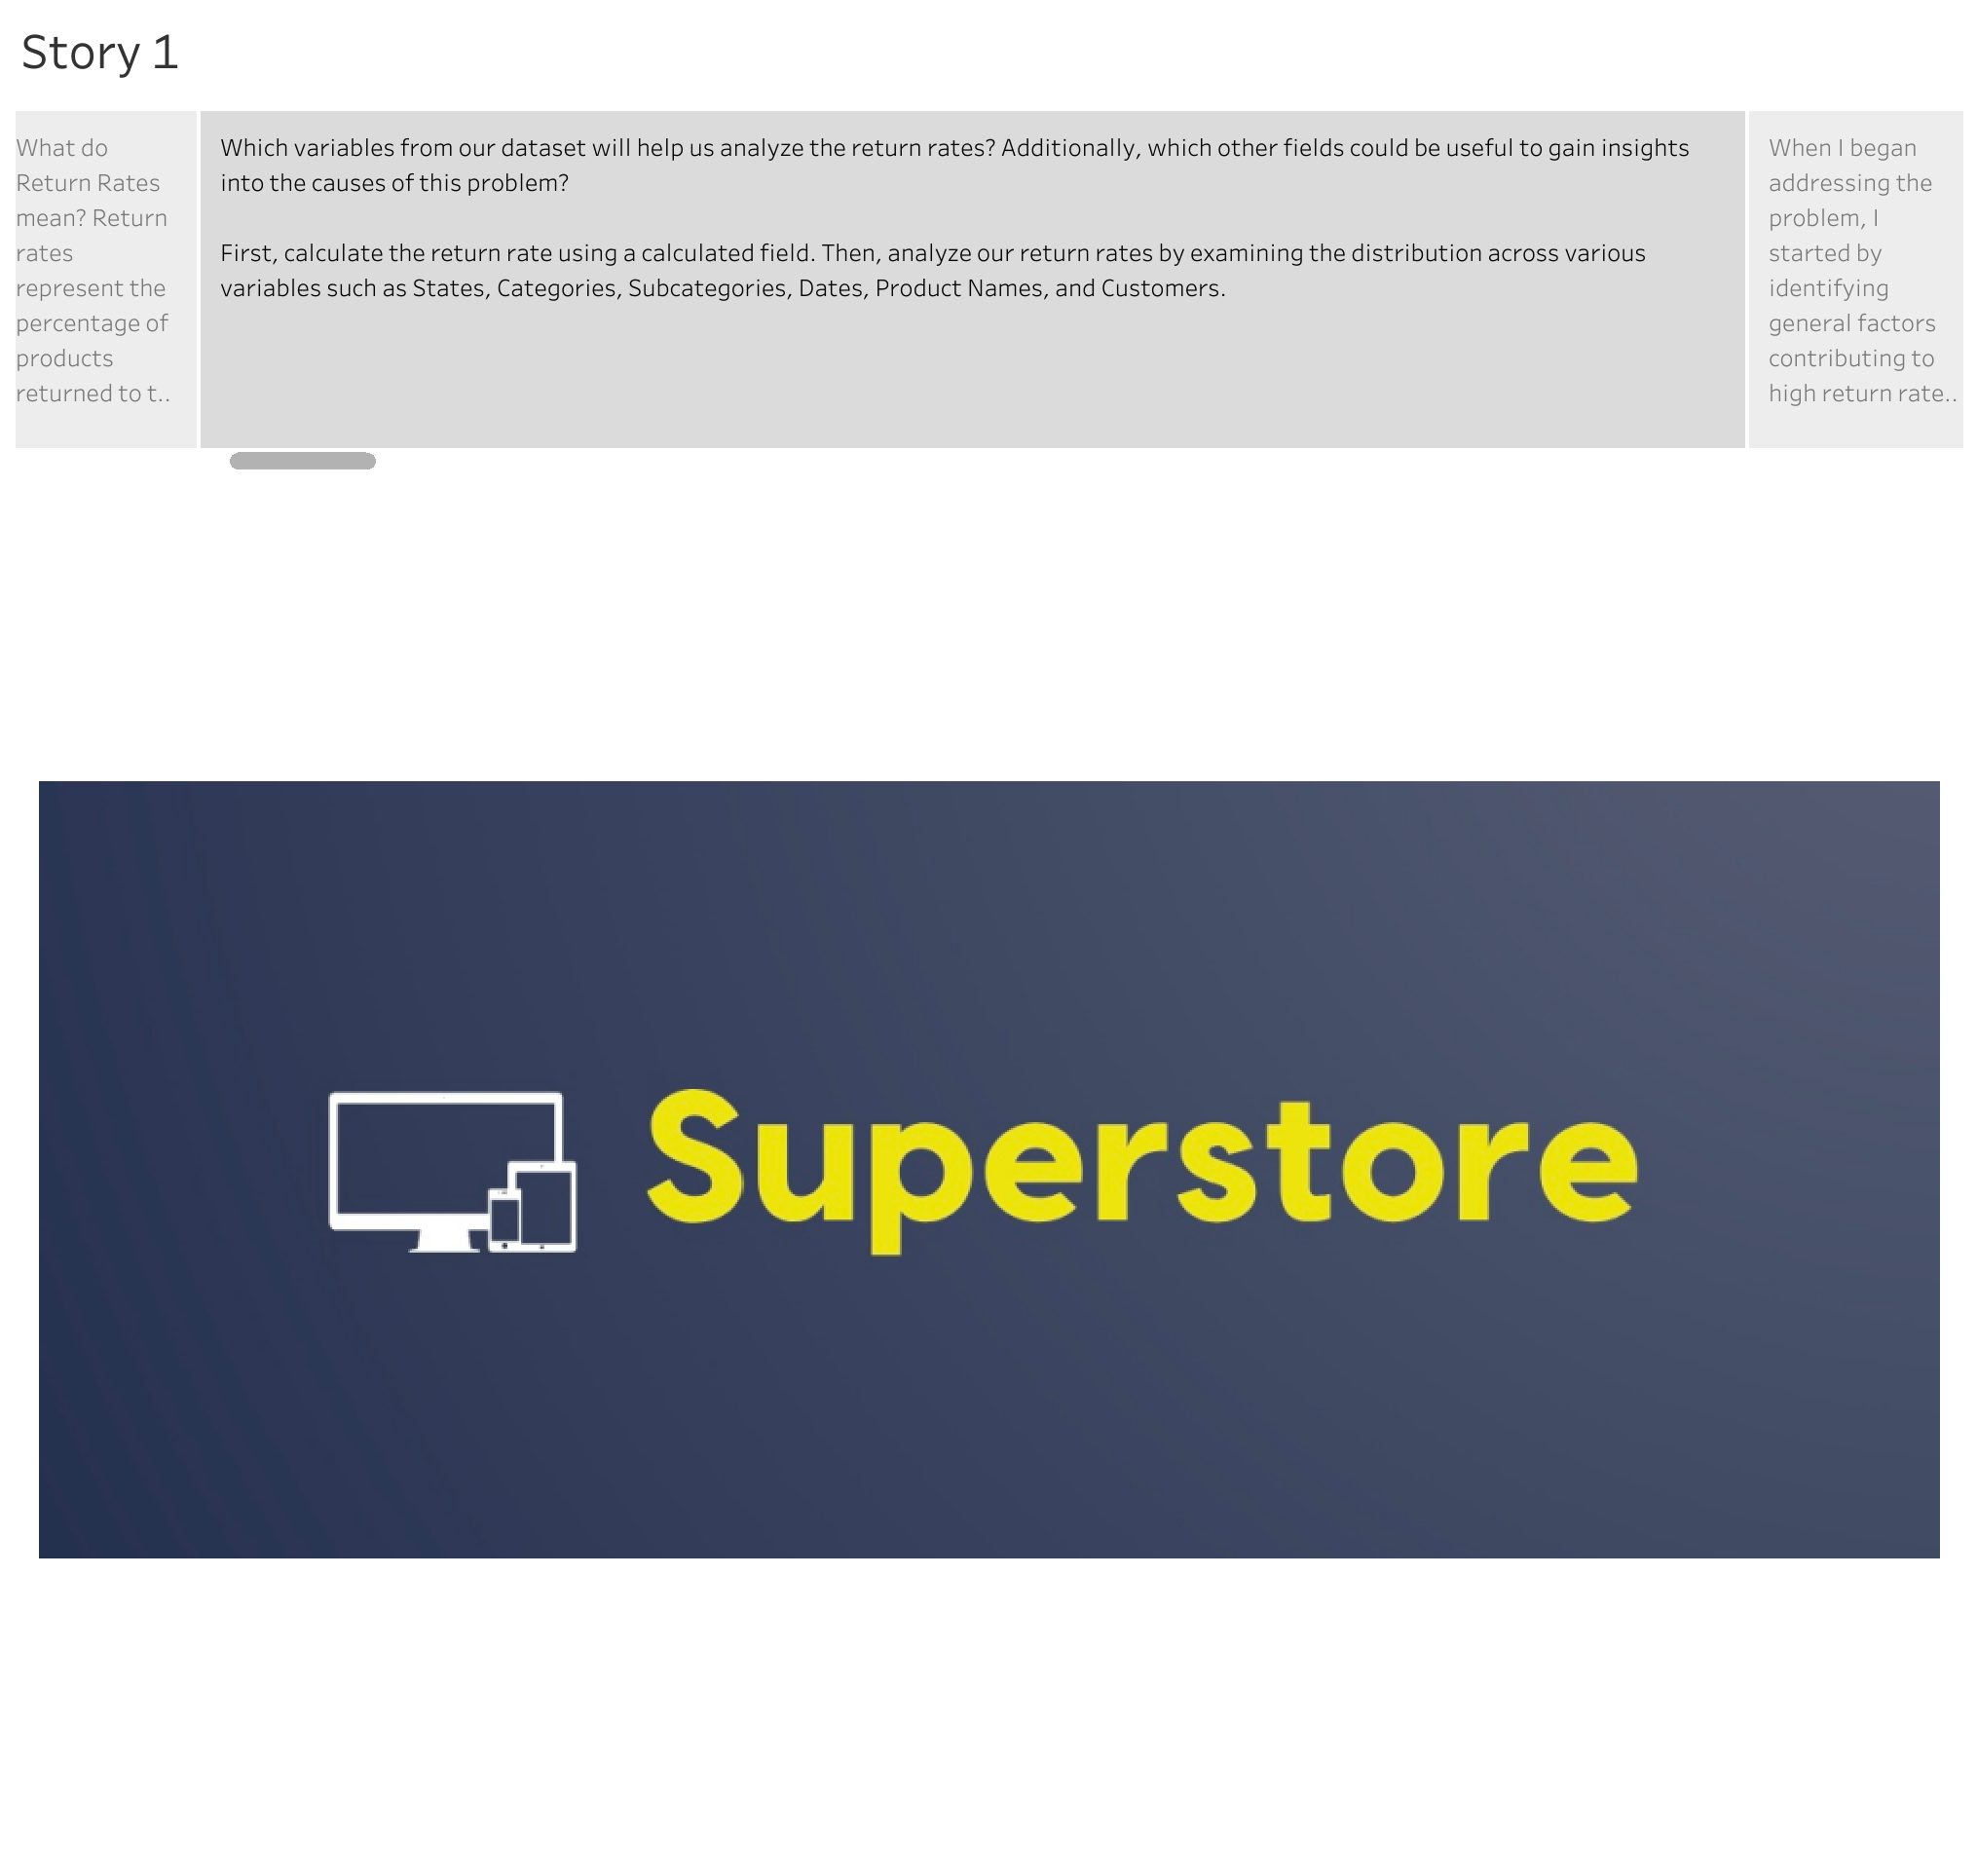 Story 1
What do
Return Rates
mean? Return
rates
represent the
percentage of
products
returned to t..
Which variables from our dataset will help us analyze the return rates? Additionally, which other fields could be useful to gain insights
into the causes of this problem?
First, calculate the return rate using a calculated field. Then, analyze our return rates by examining the distribution across various
variables such as States, Categories, Subcategories, Dates, Product Names, and Customers.
When I began
addressing the
problem, I
started by
identifying
general factors
contributing to
high return rate..
Superstore